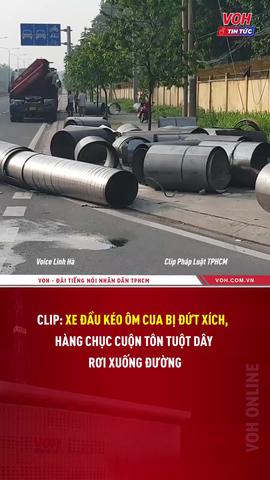 VOH
TIN TỨC
Voice Linh Hà
Clip Pháp Luật TPHCM
VOH - ĐÀI TIẾNG NÓI NHÂN DÂN TPHCM
VOH.COM.VN
CLIP: XE ĐẦU KÉO ÔM CUA BỊ ĐỨT XÍCH,
HÀNG CHỤC CUỘN TÔN TUỘT DÂY
RƠI XUỐNG ĐƯỜNG
VOH ONLINE